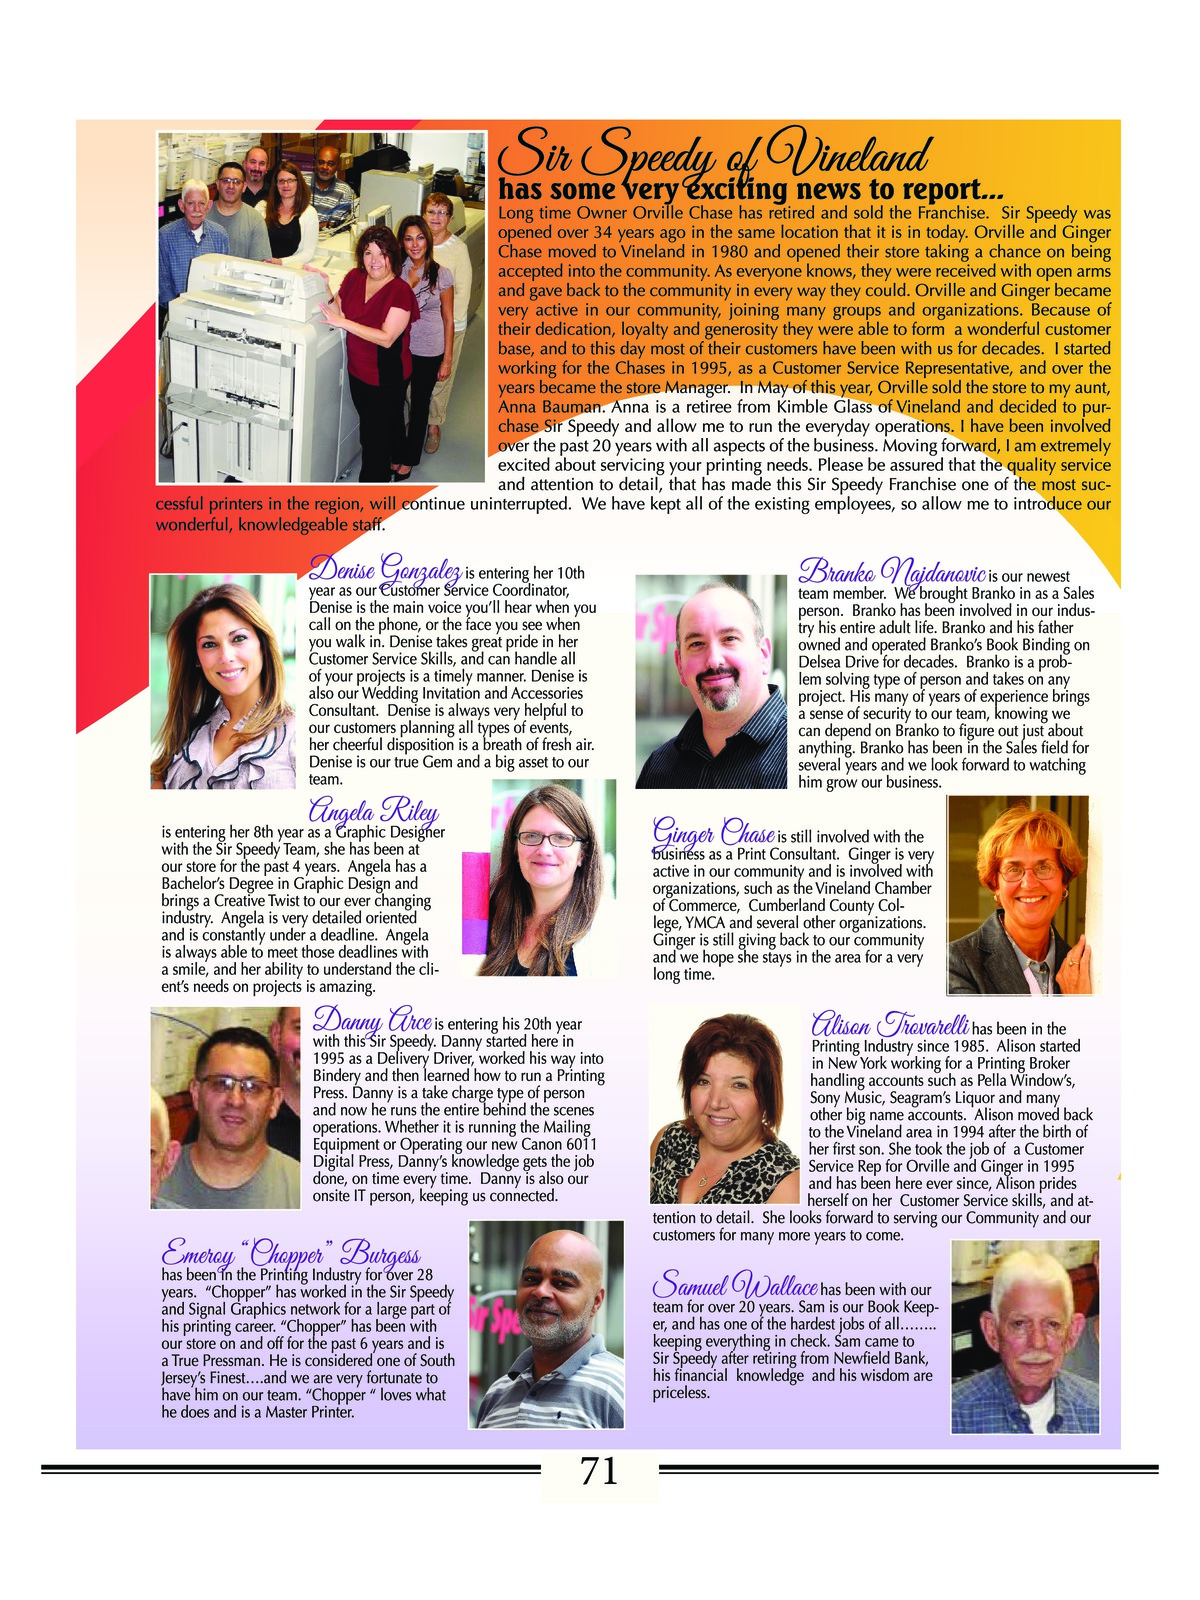 Sir Speedy of Vineland
has some very exciting news to report...
Long time Owner Orville Chase has retired and sold the Franchise. Sir Speedy was
opened over 34 years ago in the same location that it is in today. Orville and Ginger
Chase moved to Vineland in 1980 and opened their store taking a chance on being
accepted into the community. As everyone knows, they were received with open arms
and gave back to the community in every way they could. Orville and Ginger became
very active in our community, joining many groups and organizations. Because of
their dedication, loyalty and generosity they were able to form a wonderful customer
base, and to this day most of their customers have been with us for decades. I started
working for the Chases in 1995, as a Customer Service Representative, and over the
years became the store Manager. In May of this year, Orville sold the store to my aunt,
Anna Bauman. Anna is a retiree from Kimble Glass of Vineland and decided to pur-
chase Sir Speedy and allow me to run the everyday operations. I have been involved
over the past 20 years with all aspects of the business. Moving forward, I am extremely
excited about servicing your printing needs. Please be assured that the quality service
and attention to detail, that has made this Sir Speedy Franchise one of the most suc-
cessful printers in the region, will continue uninterrupted. We have kept all of the existing employees, so allow me to introduce our
wonderful, knowledgeable staff.
Denise Gonzalez is entering her 10th
year as our Customer Service Coordinator,
Denise is the main voice you'll hear when you
call on the phone, or the face you see when
you walk in. Denise takes great pride in her
Customer Service Skills, and can handle all
of your projects is a timely manner. Denise is
also our Wedding Invitation and Accessories
Consultant. Denise is always very helpful to
our customers planning all types of events,
her cheerful disposition is a breath of fresh air.
Denise is our true Gem and a big asset to our
team.
Angela Riley
is entering her 8th year as a Graphic Designer
with the Sir Speedy Team, she has been at
our store for the past 4 years. Angela has a
Bachelor's Degree in Graphic Design and
brings a Creative Twist to our ever changing
industry. Angela is very detailed oriented
and is constantly under a deadline. Angela
is always able to meet those deadlines with
a smile, and her ability to understand the cli-
ent's needs on projects is amazing.
Danny Arce is entering his 20th year
with this Sir Speedy. Danny started here in
1995 as a Delivery Driver, worked his way into
Bindery and then learned how to run a Printing
Press. Danny is a take charge type of person
and now he runs the entire behind the scenes
operations. Whether it is running the Mailing
Equipment or Operating our new Canon 6011
Digital Press, Danny's knowledge gets the job
done, on time every time. Danny is also our
onsite IT person, keeping us connected.
Emeroy "Chopper" Burgess
has been in the Printing Industry for over 28
years. "Chopper" has worked in the Sir Speedy
and Signal Graphics network for a large part of
his printing career. "Chopper" has been with
our store on and off for the past 6 years and is
a True Pressman. He is considered one of South
Jersey's Finest....and we are very fortunate to
have him on our team. "Chopper " loves what
he does and is a Master Printer.
Branko Najdanovic is our newest
team member. We brought Branko in as a Sales
person. Branko has been involved in our indus-
try his entire adult life. Branko and his father
owned and operated Branko's Book Binding on
Delsea Drive for decades. Branko is a prob-
lem solving type of person and takes on any
project. His many of years of experience brings
a sense of security to our team, knowing we
can depend on Branko to figure out just about
anything. Branko has been in the Sales field for
several years and we look forward to watching
him grow our business.
Ginger Chase is still involved with the
business as a Print Consultant. Ginger is very
active in our community and is involved with
organizations, such as the Vineland Chamber
of Commerce, Cumberland County Col-
lege, YMCA and several other organizations.
Ginger is still giving back to our community
and we hope she stays in the area for a very
long time.
Alison Trovarelli has been in the
Printing Industry since 1985. Alison started
in New York working for a Printing Broker
handling accounts such as Pella Window's,
Sony Music, Seagram's Liquor and many
other big name accounts. Alison moved back
to the Vineland area in 1994 after the birth of
her first son. She took the job of a Customer
Service Rep for Orville and Ginger in 1995
and has been here ever since, Alison prides
herself on her Customer Service skills, and at-
tention to detail. She looks forward to serving our Community and our
customers for many more years to come.
Samuel Wallace has been with our
team for over 20 years. Sam is our Book Keep-
er, and has one of the hardest jobs of all........
keeping everything in check. Sam came to
Sir Speedy after retiring from Newfield Bank,
his financial knowledge and his wisdom are
priceless.
71